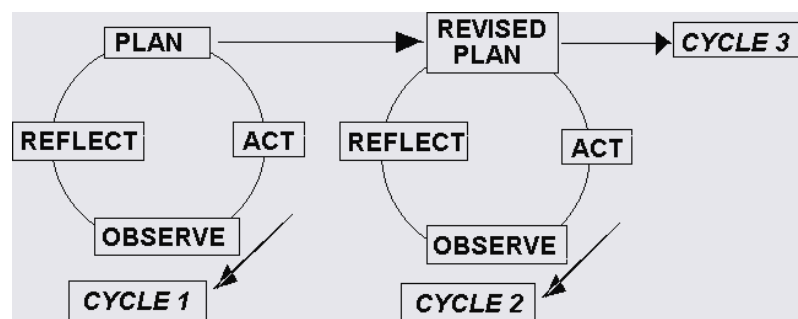 PLAN
REVISED
PLAN
CYCLE 3
REFLECT
ACT
REFLECT
ACT
OBSERVE
OBSERVE
CYCLE 1
CYCLE 2